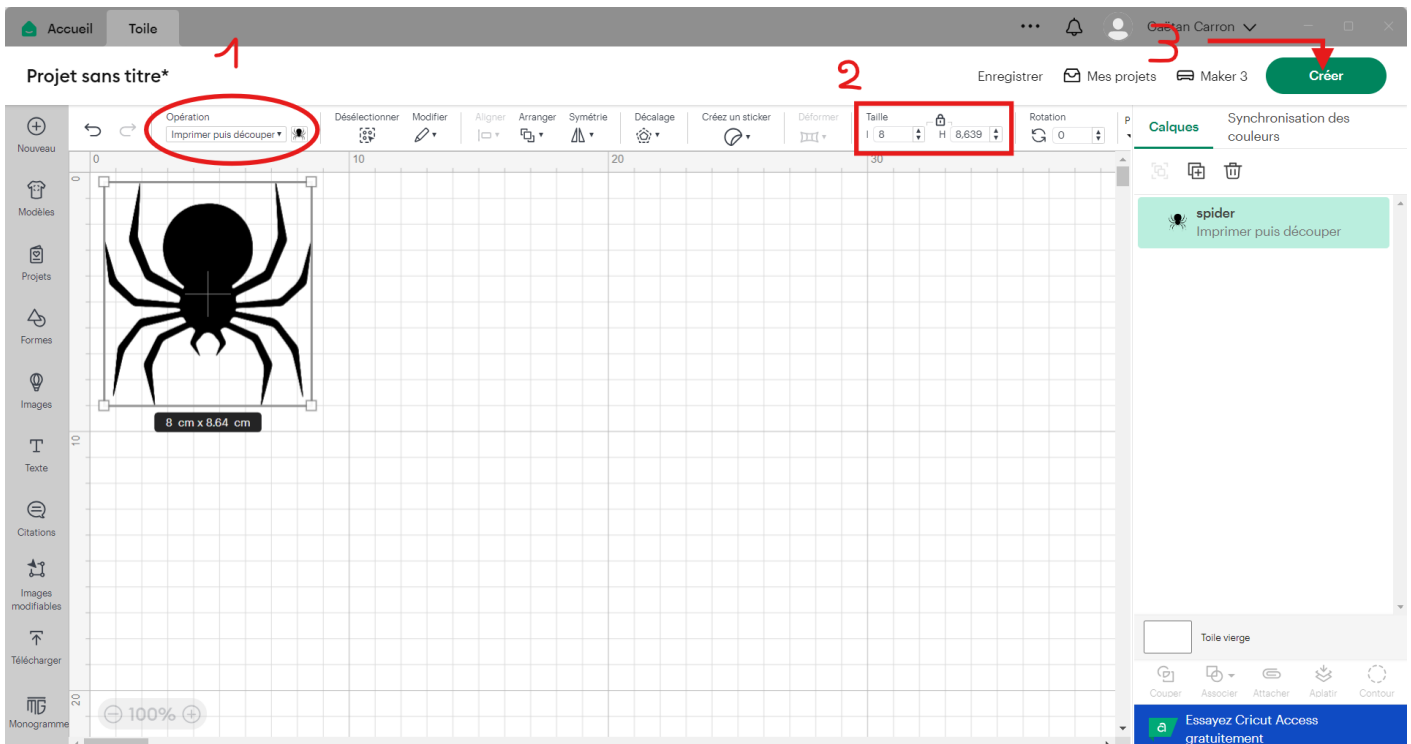 Accueil
Toile
Gaëtan Carron
1
2
3
Projet sans titre*
Enregistrer
Mes projets
Maker 3
Créer
Nouveau
Opération
Imprimer puis découper
Désélectionner
Modifier
Aligner
Arranger
Symétrie
Décalage
Créez un sticker
Déformer
Taille
l 8
H 8.639
Rotation
0
P
Calques
Synchronisation des
couleurs
0
10
20
30
0
10
20
Modèles
Projets
Formes
Images
Texte
Citations
Images
modifiables
Télécharger
Monogramme
spider
Imprimer puis découper
8 cm x 8.64 cm
100%
Toile vierge
Couper
Associer
Attacher
Aplatir
Contour
a
Essayez Cricut Access
gratuitement